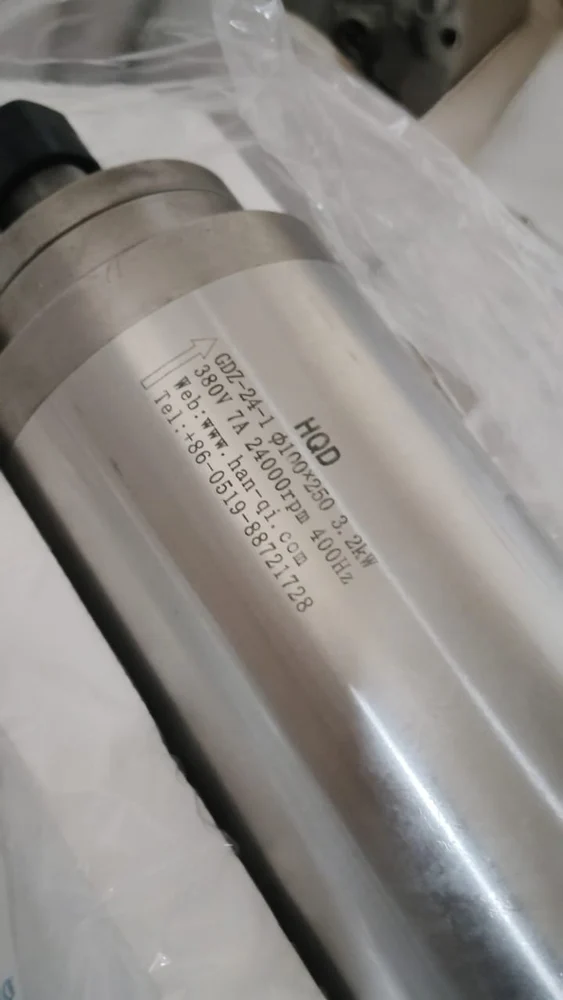 HQD
GDZ-24-1 Φ100×250 3.2kW
380V 7A 24000rpm 400Hz
Web:www.han-qi.com
Tel:+86-0519-88721728